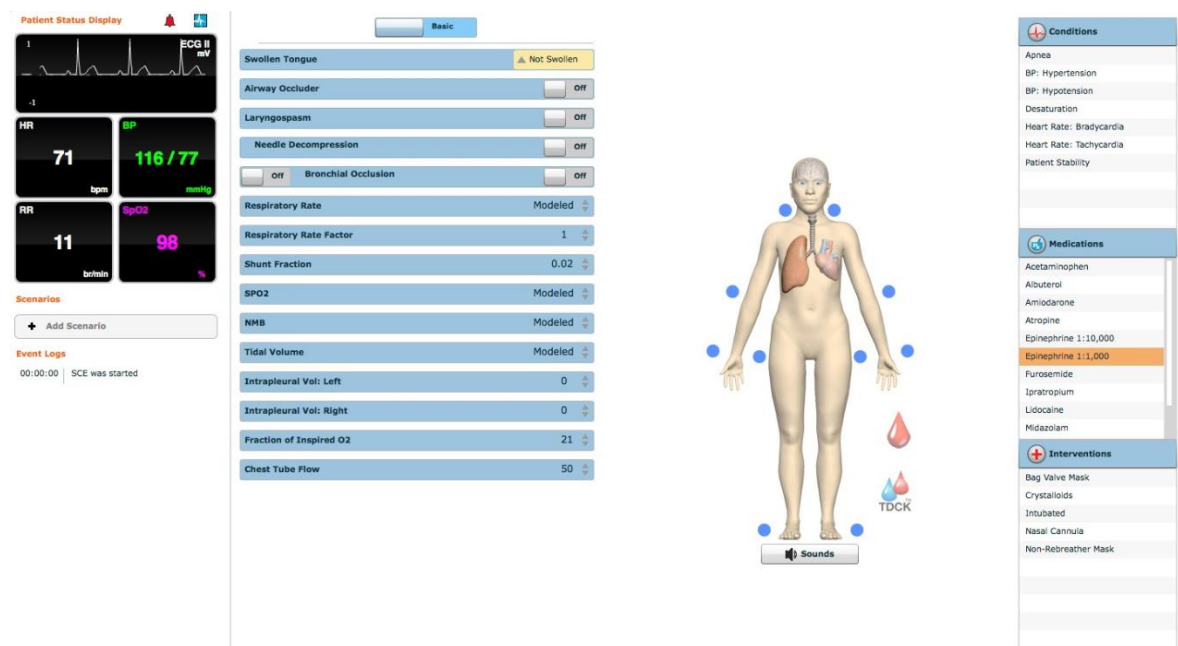 Patient Status Display
1
ECG II
mV
-1
HR
71
bpm
BP
116 / 77
mmHg
RR
11
br/min
SpO2
98
%
Scenarios
+ Add Scenario
Event Logs
00:00:00 SCE was started
Basic
Swollen Tongue Not Swollen
Airway Occluder Off
Laryngospasm Off
Needle Decompression Off
Off Bronchial Occlusion Off
Respiratory Rate Modeled
Respiratory Rate Factor 1
Shunt Fraction 0.02
SPO2 Modeled
NMB Modeled
Tidal Volume Modeled
Intrapleural Vol: Left 0
Intrapleural Vol: Right 0
Fraction of Inspired O2 21
Chest Tube Flow 50
TDCK™
Sounds
Conditions
Apnea
BP: Hypertension
BP: Hypotension
Desaturation
Heart Rate: Bradycardia
Heart Rate: Tachycardia
Patient Stability
Medications
Acetaminophen
Albuterol
Amiodarone
Atropine
Epinephrine 1:10,000
Epinephrine 1:1,000
Furosemide
Ipratropium
Lidocaine
Midazolam
Interventions
Bag Valve Mask
Crystalloids
Intubated
Nasal Cannula
Non-Rebreather Mask